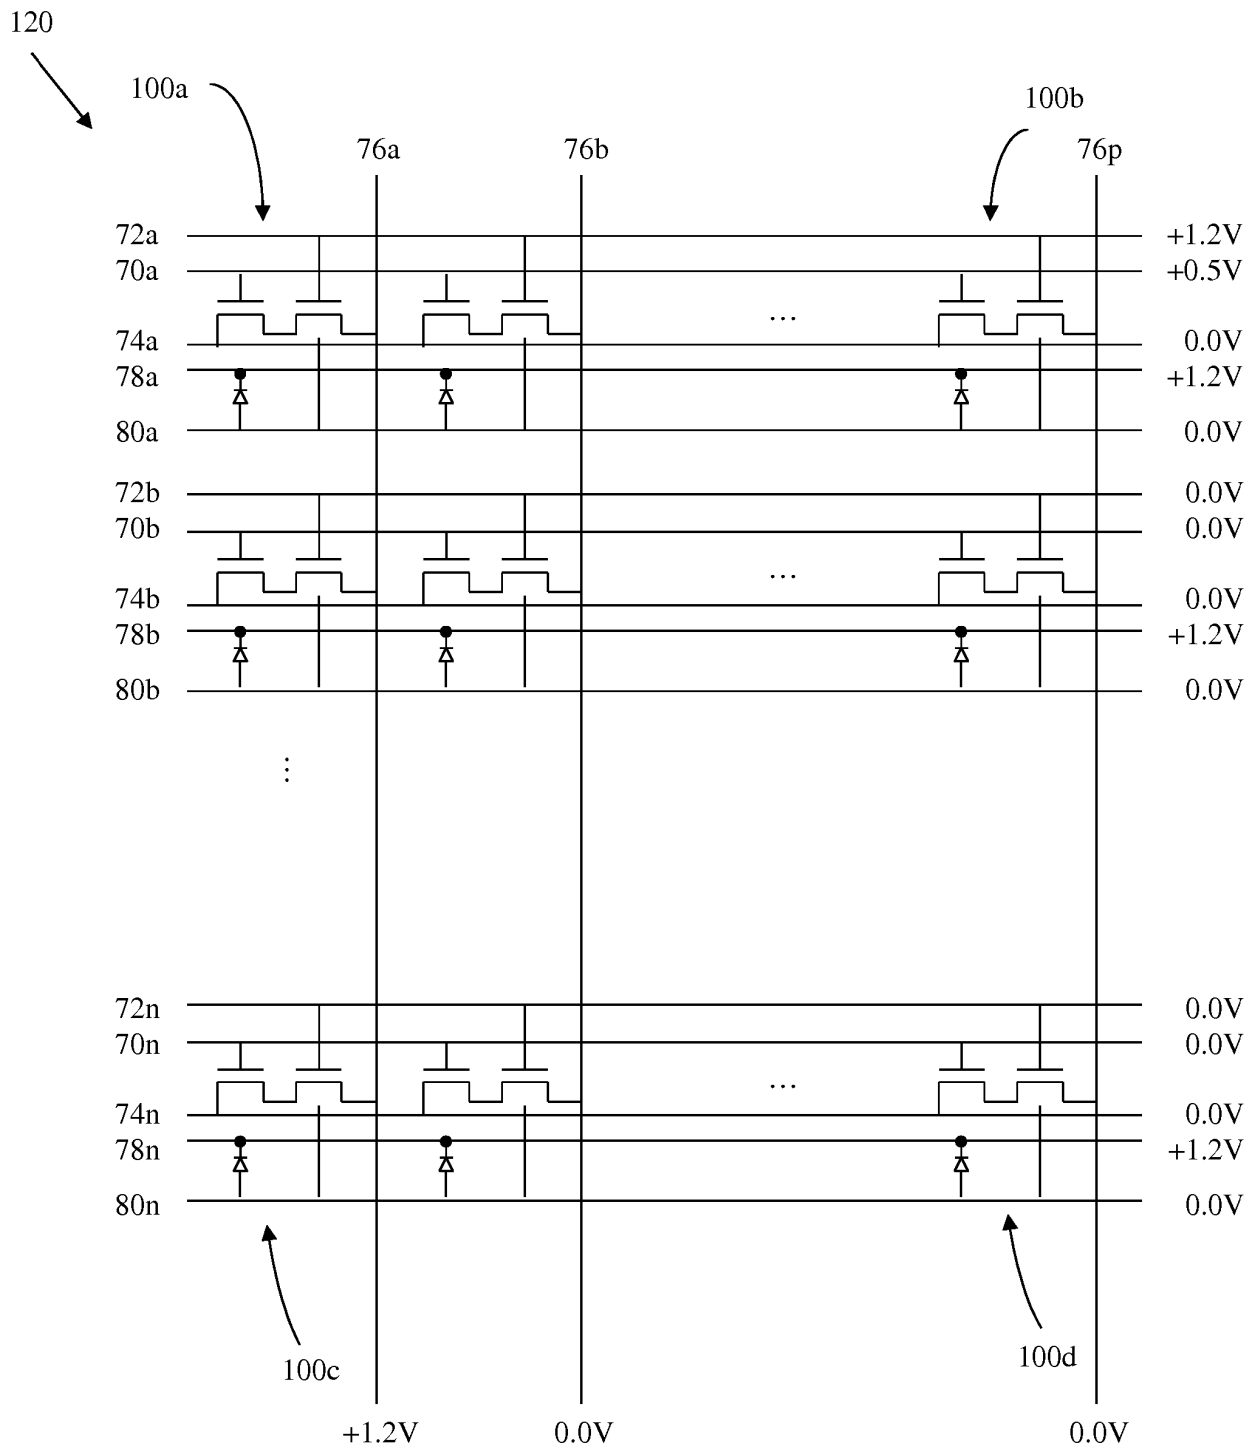 120
100a
100b
76a 76b 76p
72a +1.2V
70a +0.5V
...
74a 0.0V
78a +1.2V
80a 0.0V
72b 0.0V
70b 0.0V
...
74b 0.0V
78b +1.2V
80b 0.0V
...
72n 0.0V
70n 0.0V
...
74n 0.0V
78n +1.2V
80n 0.0V
100c
100d
+1.2V 0.0V 0.0V